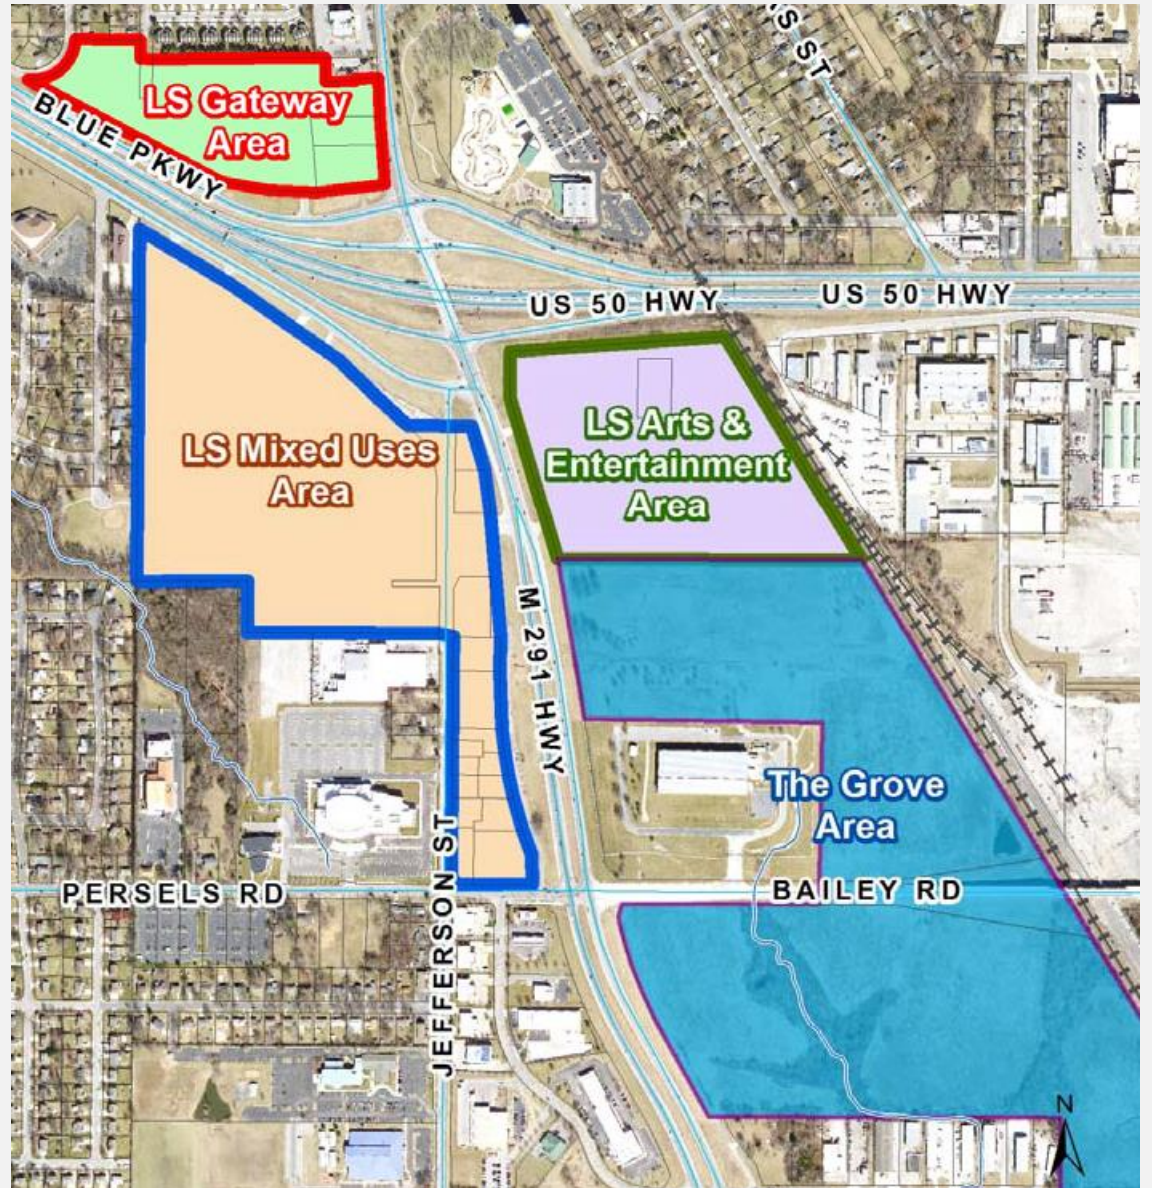 IS ST
LS Gateway
Area
BLUE PKWY
US 50 HWY
US 50 HWY
LS Mixed Uses
Area
LS Arts &
Entertainment
Area
M 291 HWY
The Grove
Area
PERSELS RD
JEFFERSON ST
BAILEY RD
N